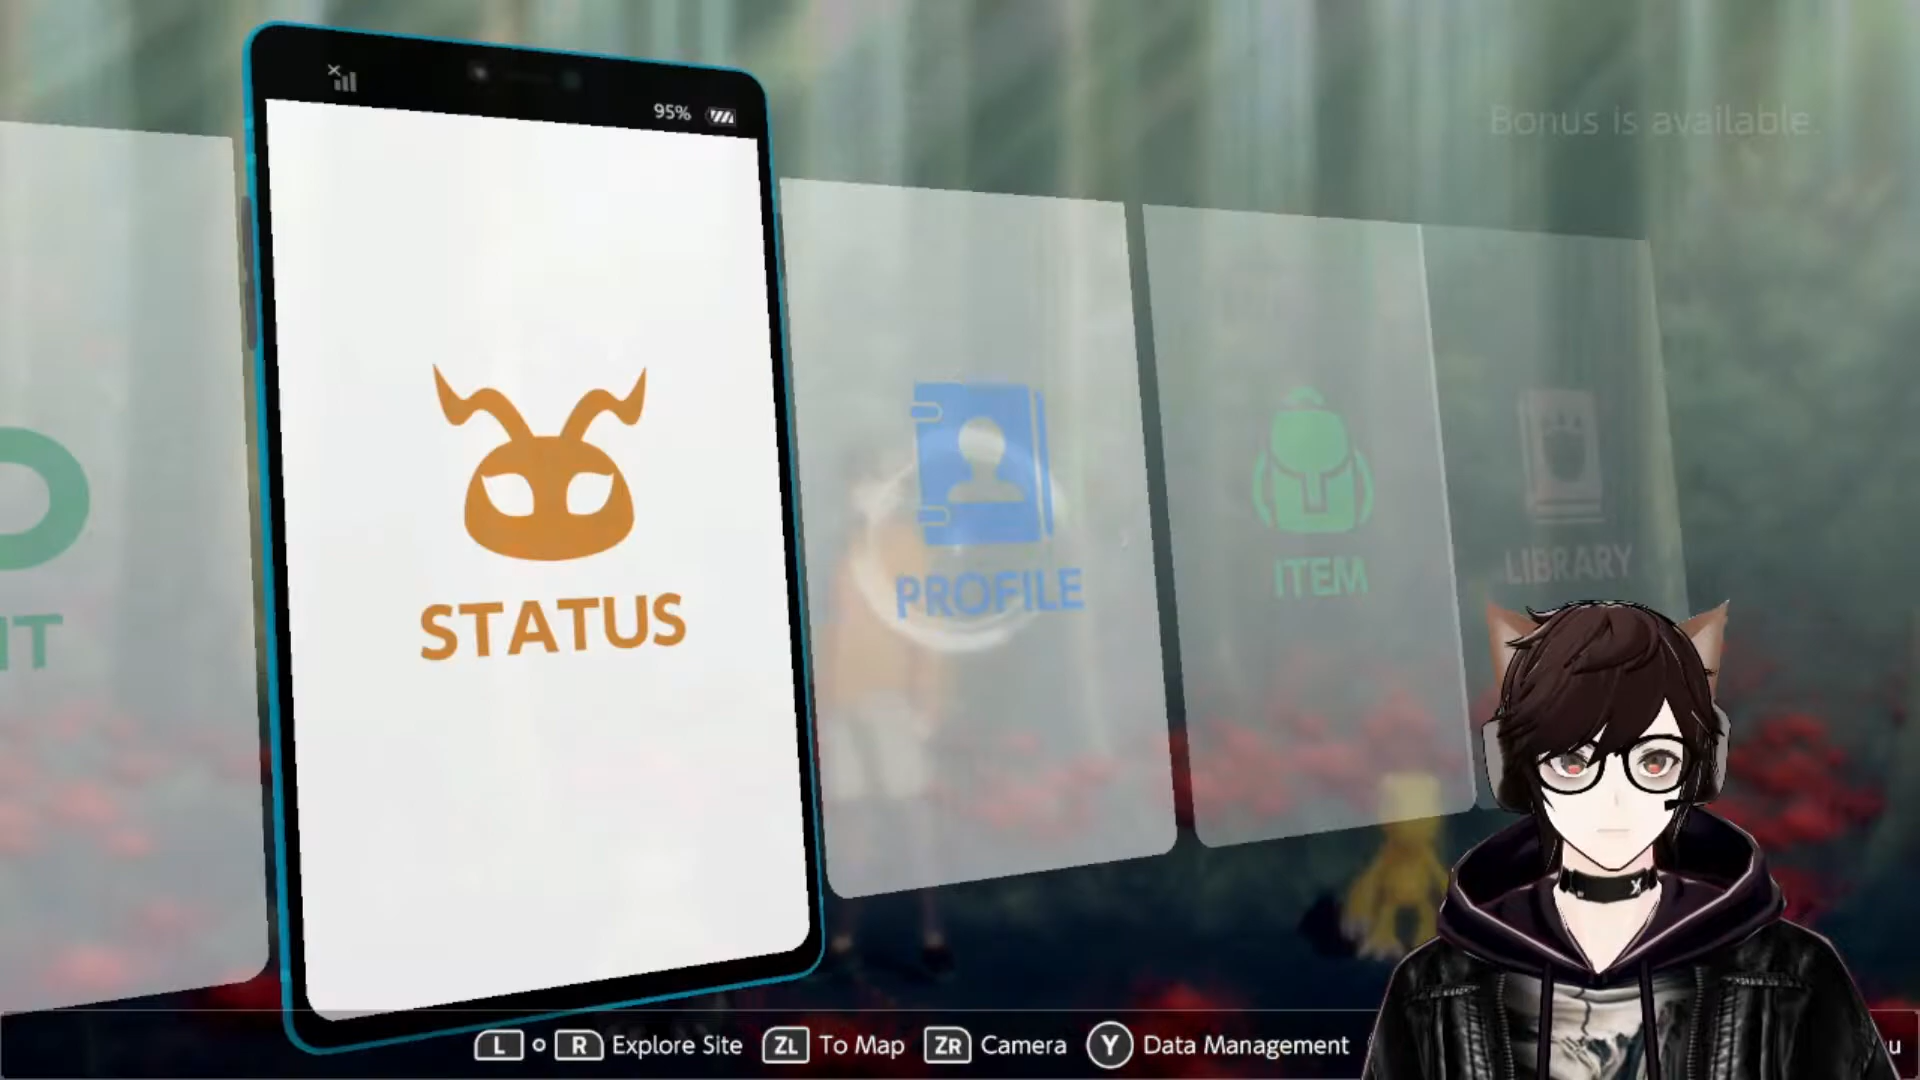 95%
Bonus is available.
STATUS
PROFILE
ITEM
LIBRARY
L R Explore Site ZL To Map ZR Camera Y Data Management